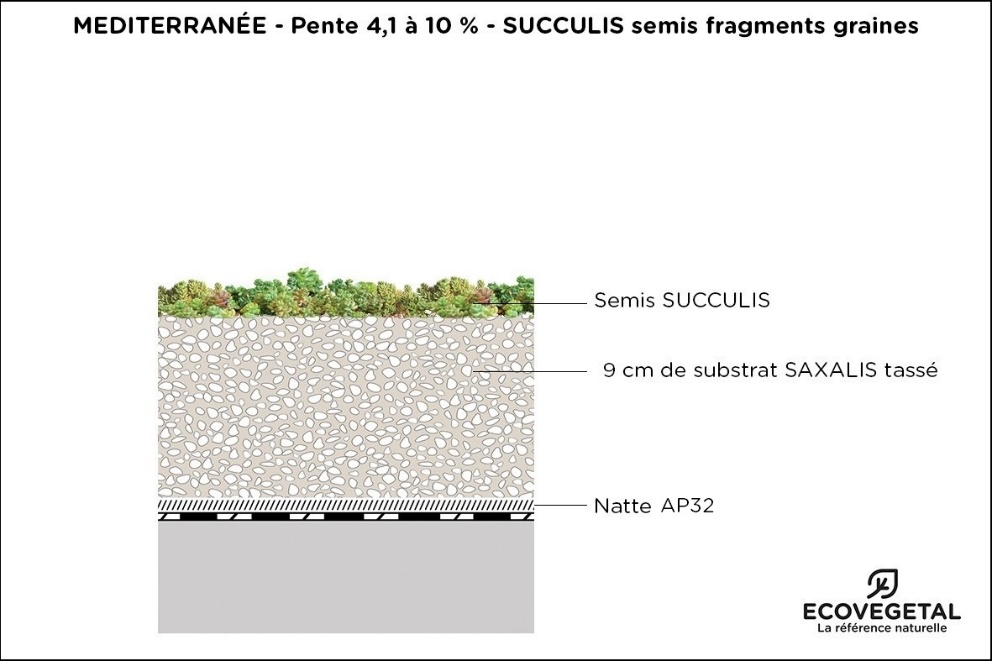 MEDITERRANÉE - Pente 4,1 à 10 % - SUCCULIS semis fragments graines
Semis SUCCULIS
9 cm de substrat SAXALIS tassé
Natte AP32
ECOVEGETAL
La référence naturelle